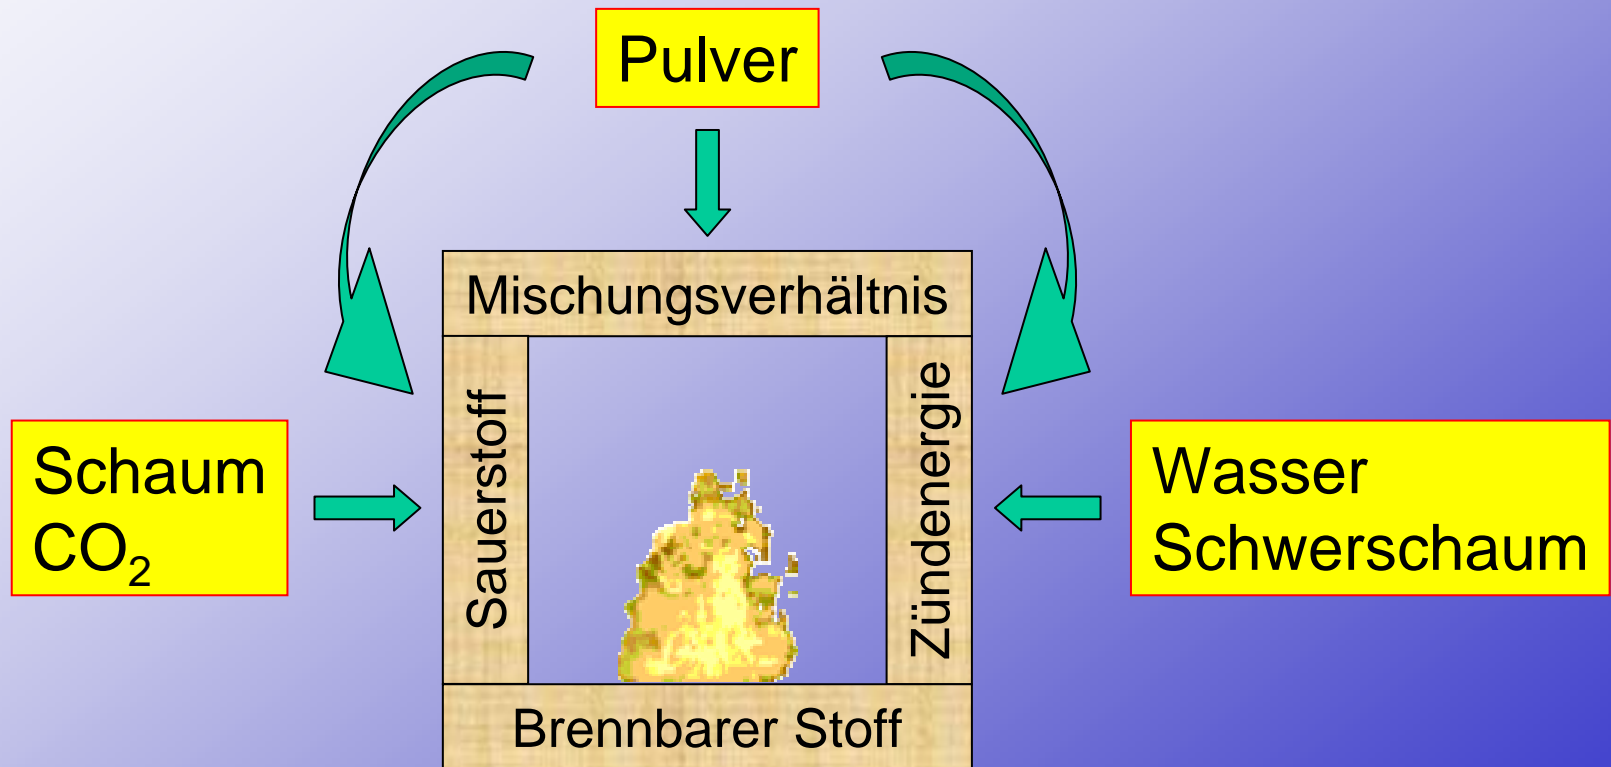 Pulver
Mischungsverhältnis
Schaum
CO₂
Sauerstoff
Zündenergie
Wasser
Schwerschaum
Brennbarer Stoff